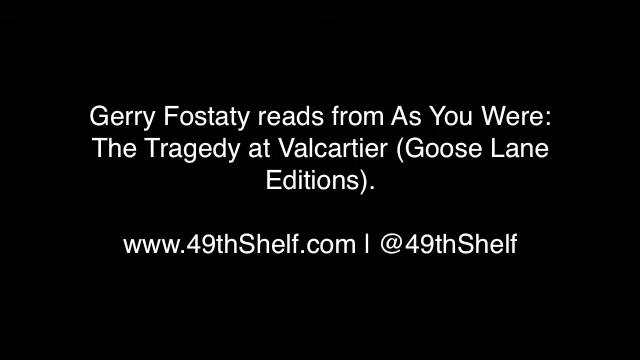 Gerry Fostaty reads from As You Were:
The Tragedy at Valcartier (Goose Lane
Editions).
www.49thShelf.com | @49thShelf